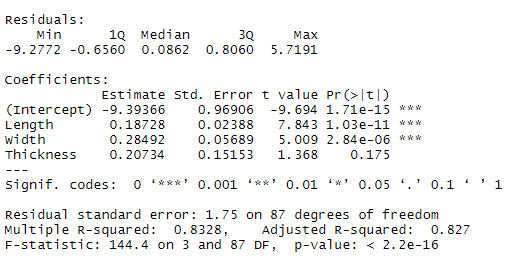 Residuals:
    Min      1Q  Median      3Q     Max
-9.2772 -0.6560  0.0862  0.8060  5.7191
Coefficients:
            Estimate Std. Error t value Pr(>|t|)
(Intercept) -9.39366    0.96906  -9.694 1.71e-15 ***
Length       0.18728    0.02388   7.843 1.03e-11 ***
Width        0.28492    0.05689   5.009 2.84e-06 ***
Thickness    0.20734    0.15153   1.368    0.175
---
Signif. codes:  0 ‘***’ 0.001 ‘**’ 0.01 ‘*’ 0.05 ‘.’ 0.1 ‘ ’ 1
Residual standard error: 1.75 on 87 degrees of freedom
Multiple R-squared:  0.8328,    Adjusted R-squared:  0.827
F-statistic: 144.4 on 3 and 87 DF,  p-value: < 2.2e-16